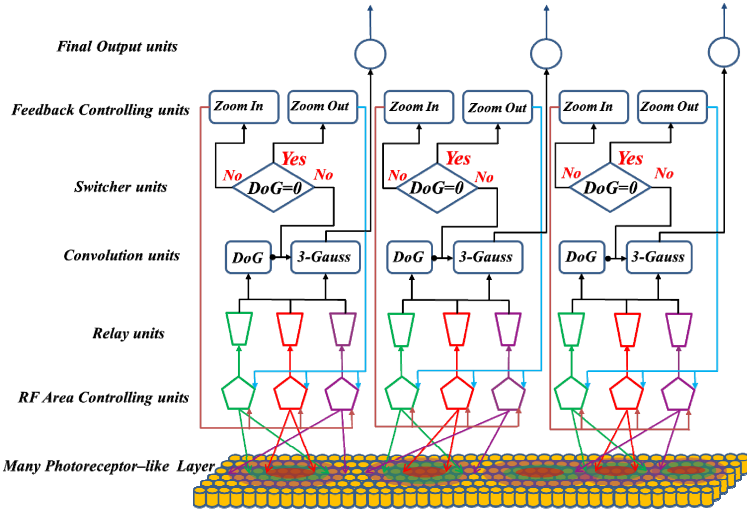 Final Output units
Feedback Controlling units
Zoom In
Zoom Out
Zoom In
Zoom Out
Zoom In
Zoom Out
Yes
Yes
Yes
No
No
No
No
No
No
Switcher units
DoG=0
DoG=0
DoG=0
Convolution units
DoG
3-Gauss
DoG
3-Gauss
DoG
3-Gauss
Relay units
RF Area Controlling units
Many Photoreceptor–like Layer